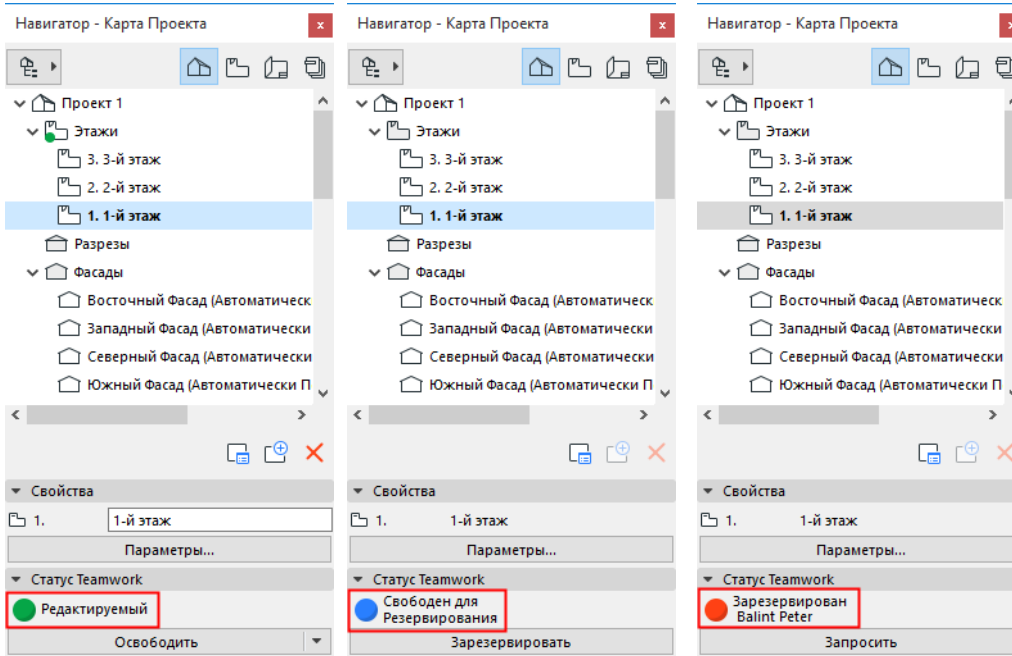 Навигатор - Карта Проекта
x
Проект 1
Этажи
3. 3-й этаж
2. 2-й этаж
1. 1-й этаж
Разрезы
Фасады
Восточный Фасад (Автоматическ
Западный Фасад (Автоматически
Северный Фасад (Автоматически
Южный Фасад (Автоматически П
Свойства
1. 1-й этаж
Параметры...
Статус Teamwork
Редактируемый
Освободить
Навигатор - Карта Проекта
x
Проект 1
Этажи
3. 3-й этаж
2. 2-й этаж
1. 1-й этаж
Разрезы
Фасады
Восточный Фасад (Автоматическ
Западный Фасад (Автоматически
Северный Фасад (Автоматически
Южный Фасад (Автоматически П
Свойства
1. 1-й этаж
Параметры...
Статус Teamwork
Свободен для
Резервирования
Зарезервировать
Навигатор - Карта Проекта
x
Проект 1
Этажи
3. 3-й этаж
2. 2-й этаж
1. 1-й этаж
Разрезы
Фасады
Восточный Фасад (Автоматическ
Западный Фасад (Автоматически
Северный Фасад (Автоматически
Южный Фасад (Автоматически П
Свойства
1. 1-й этаж
Параметры...
Статус Teamwork
Зарезервирован
Balint Peter
Запросить